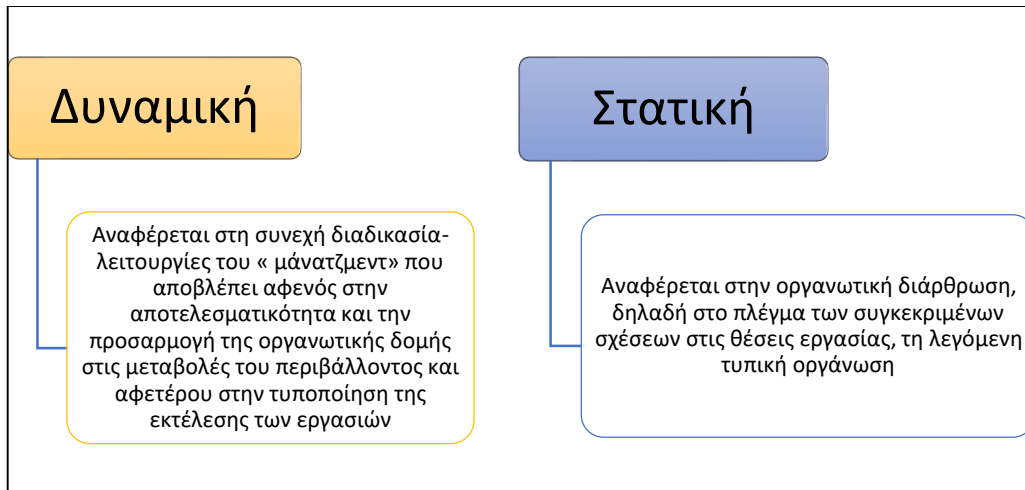 Δυναμική
Αναφέρεται στη συνεχή διαδικασία-
λειτουργίες του « μάνατζμεντ» που
αποβλέπει αφενός στην
αποτελεσματικότητα και την
προσαρμογή της οργανωτικής δομής
στις μεταβολές του περιβάλλοντος και
αφετέρου στην τυποποίηση της
εκτέλεσης των εργασιών
Στατική
Αναφέρεται στην οργανωτική διάρθρωση,
δηλαδή στο πλέγμα των συγκεκριμένων
σχέσεων στις θέσεις εργασίας, τη λεγόμενη
τυπική οργάνωση